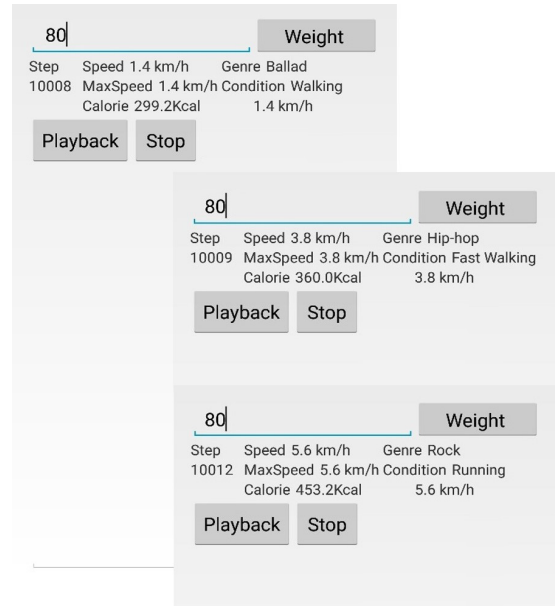 80 Weight
Step Speed 1.4 km/h Genre Ballad
10008 MaxSpeed 1.4 km/h Condition Walking
Calorie 299.2Kcal 1.4 km/h
Playback Stop
80 Weight
Step Speed 3.8 km/h Genre Hip-hop
10009 MaxSpeed 3.8 km/h Condition Fast Walking
Calorie 360.0Kcal 3.8 km/h
Playback Stop
80 Weight
Step Speed 5.6 km/h Genre Rock
10012 MaxSpeed 5.6 km/h Condition Running
Calorie 453.2Kcal 5.6 km/h
Playback Stop